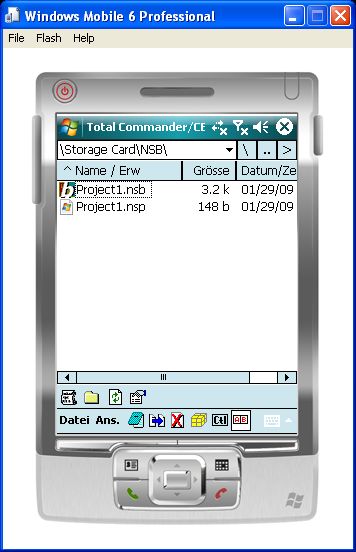 Windows Mobile 6 Professional
File Flash Help
Total Commander/CE
\Storage Card\NSB\ \ .. >
^ Name / Erw Grösse Datum/Ze
Project1.nsb 3.2 k 01/29/09
Project1.nsp 148 b 01/29/09
Datei Ans. Ctl